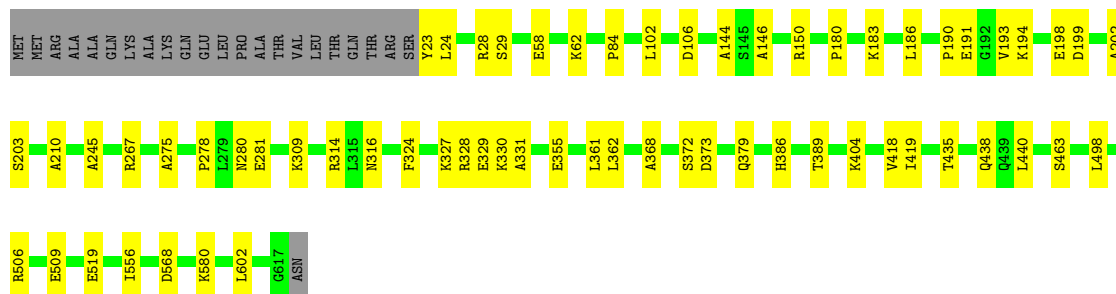 MET MET ARG ALA ALA GLN LYS ALA LYS GLN GLU LEU PRO ALA THR VAL LEU THR GLN THR ARG SER Y23 L24 R28 S29 E58 K62 P84 L102 D106 A144 S145 A146 R150 P180 K183 L186 P190 E191 G192 V193 K194 E198 D199
S203 A210 A245 R267 A275 P278 L279 N280 E281 K309 R314 L315 N316 F324 K327 R328 E329 K330 A331 E355 L361 L362 A368 S372 D373 Q379 H386 T389 K404 V418 I419 T435 Q438 Q439 L440 S463 L498
R506 E509 E519 I556 D568 K580 L602 G617 ASN